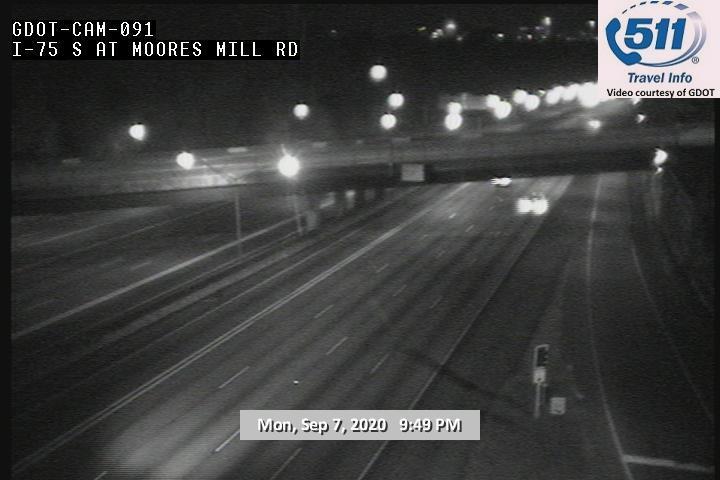 GDOT-CAM-091
I-75 S AT MOORES MILL RD
511
®
Travel Info
Video courtesy of GDOT
Mon, Sep 7, 2020 9:49 PM